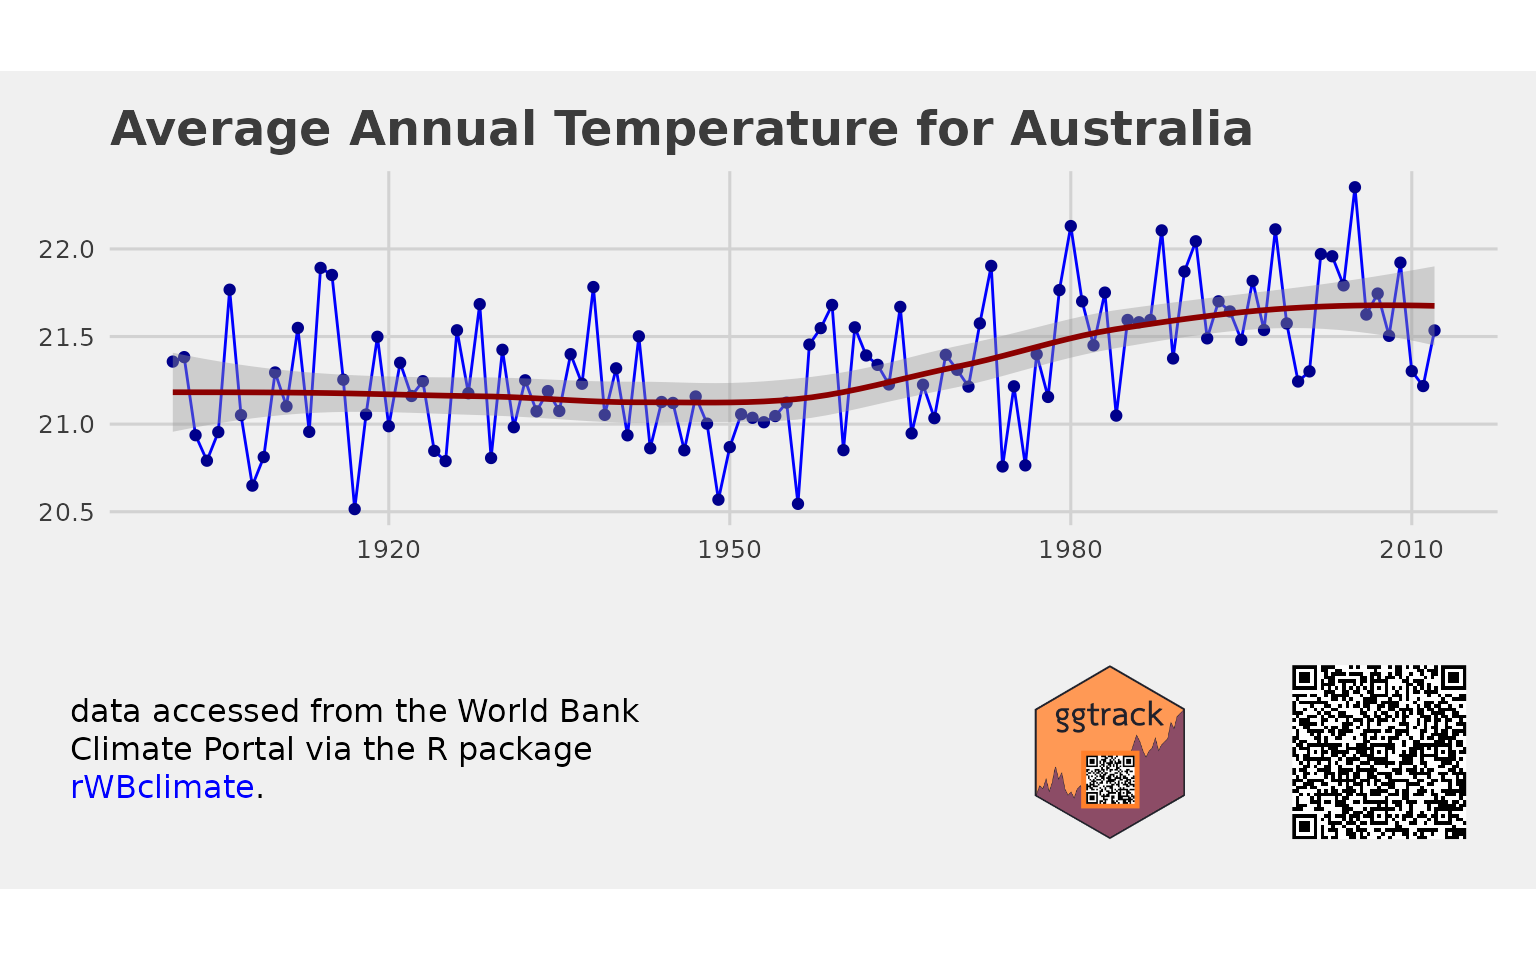 Average Annual Temperature for Australia
22.0
21.5
21.0
20.5
1920 1950 1980 2010
data accessed from the World Bank
Climate Portal via the R package
rWBclimate.
ggtrack